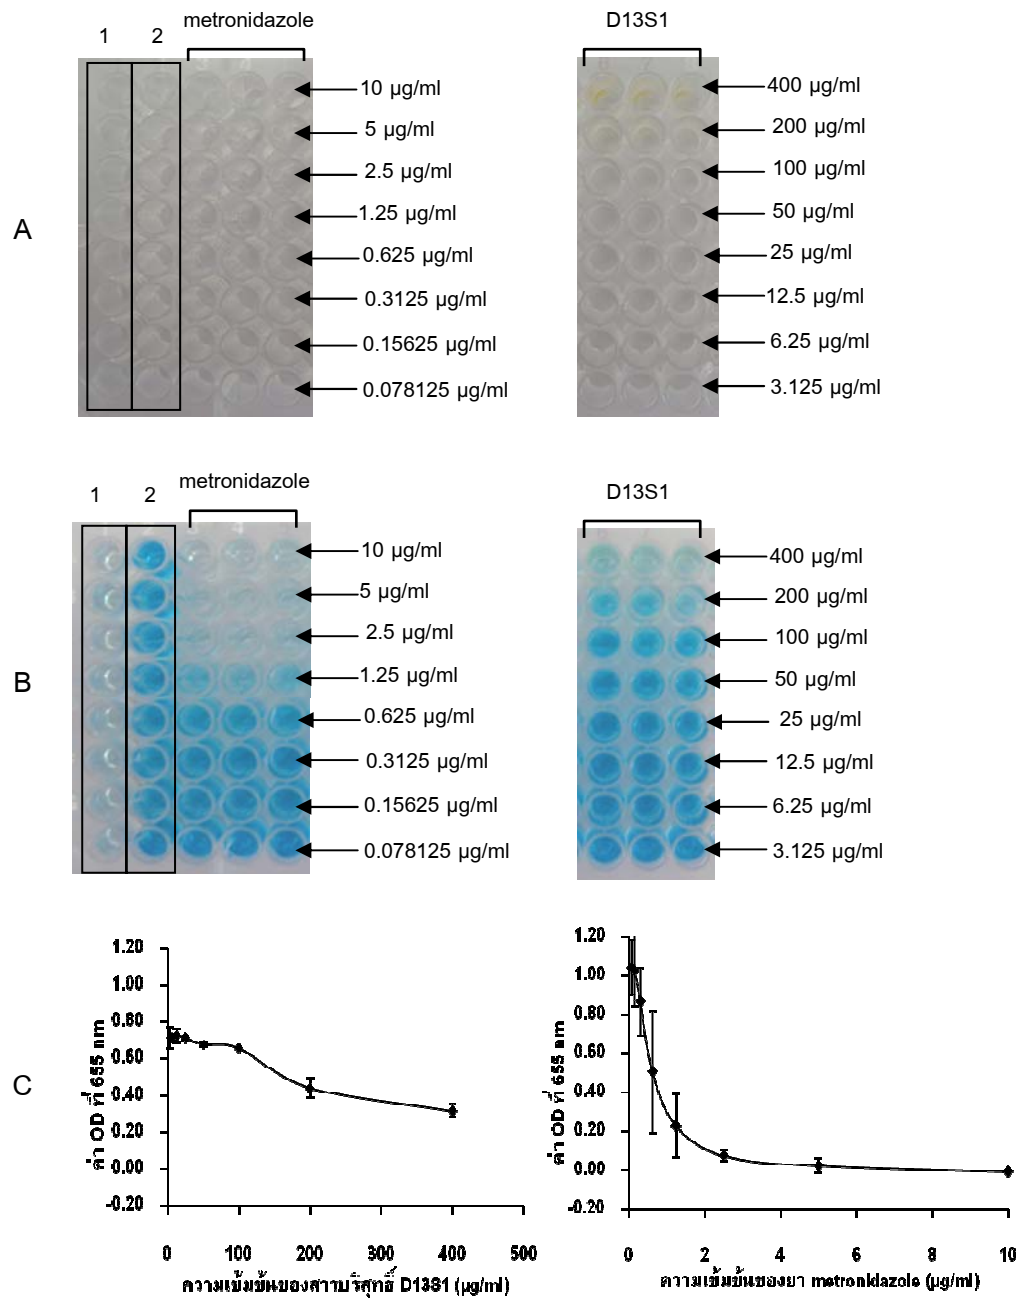 metronidazole
1 2
10 µg/ml
5 µg/ml
2.5 µg/ml
1.25 µg/ml
0.625 µg/ml
0.3125 µg/ml
0.15625 µg/ml
0.078125 µg/ml
A
D13S1
400 µg/ml
200 µg/ml
100 µg/ml
50 µg/ml
25 µg/ml
12.5 µg/ml
6.25 µg/ml
3.125 µg/ml
metronidazole
1 2
10 µg/ml
5 µg/ml
2.5 µg/ml
1.25 µg/ml
0.625 µg/ml
0.3125 µg/ml
0.15625 µg/ml
0.078125 µg/ml
B
D13S1
400 µg/ml
200 µg/ml
100 µg/ml
50 µg/ml
25 µg/ml
12.5 µg/ml
6.25 µg/ml
3.125 µg/ml
C
ค่า OD ที่ 655 nm
1.20
1.00
0.80
0.60
0.40
0.20
0.00
-0.20
0 100 200 300 400 500
ความเข้มข้นของสารบริสุทธิ์ D13S1 (µg/ml)
ค่า OD ที่ 655 nm
1.20
1.00
0.80
0.60
0.40
0.20
0.00
-0.20
0 2 4 6 8 10
ความเข้มข้นของยา metronidazole (µg/ml)